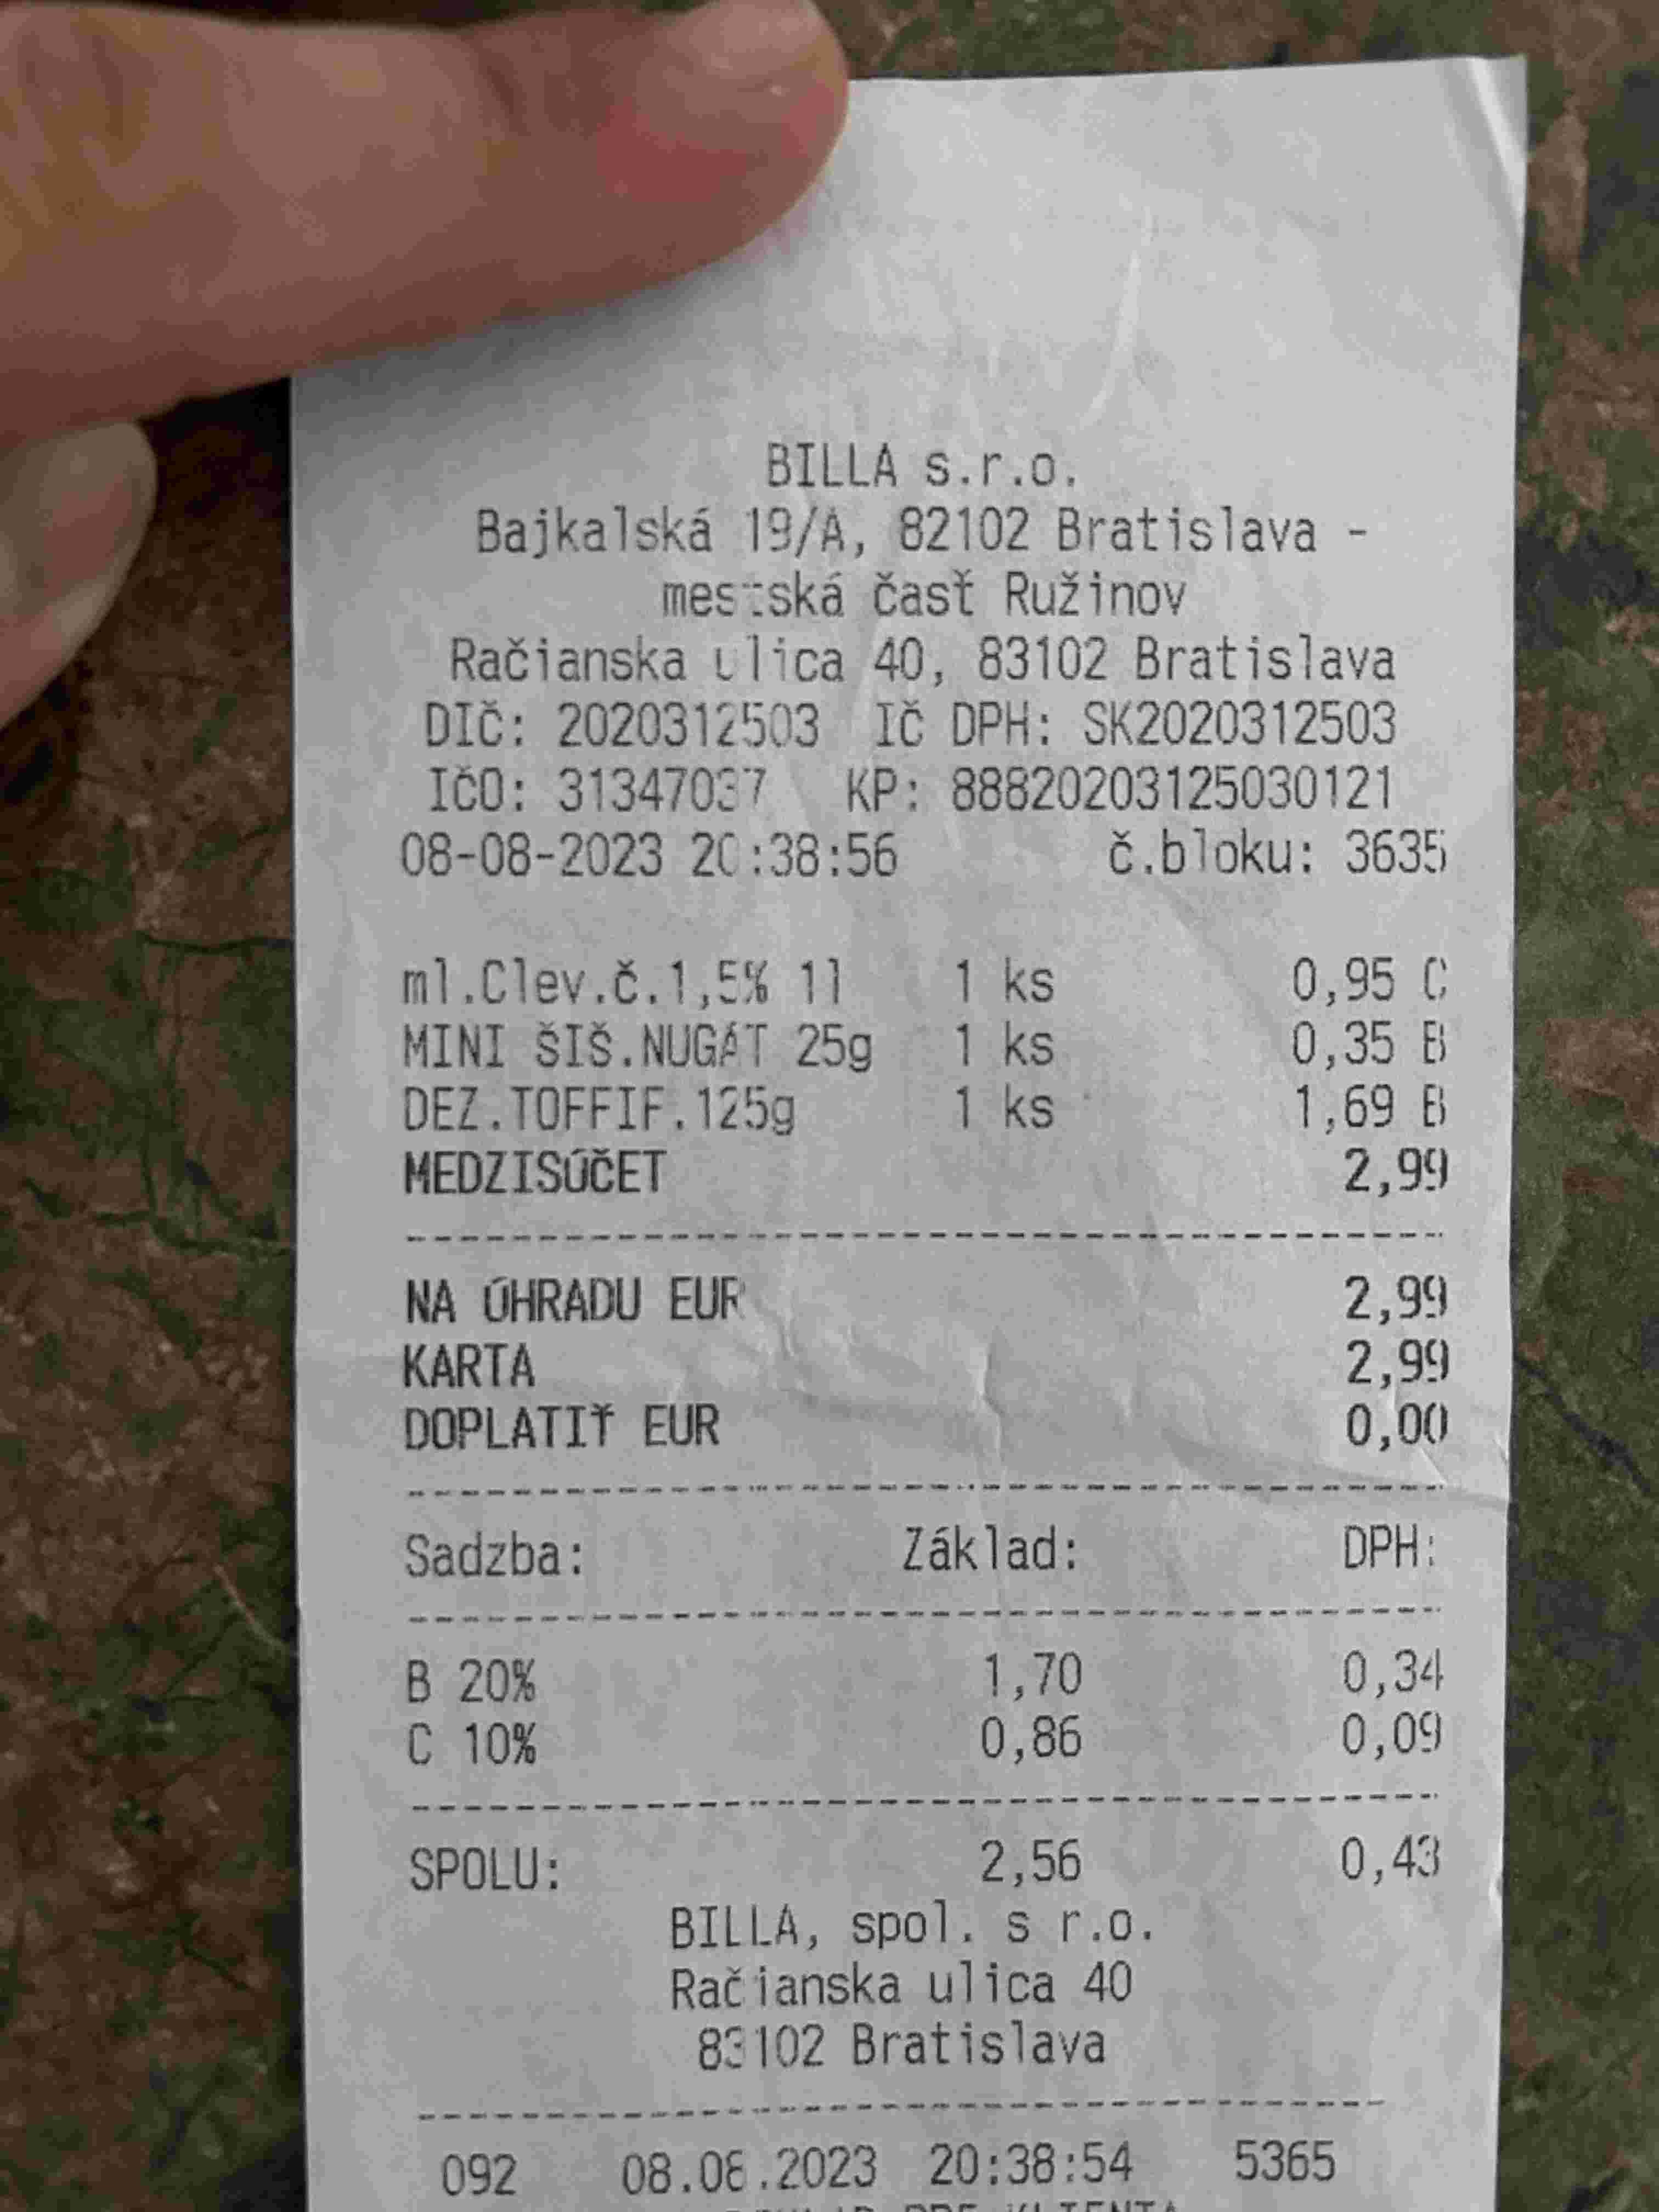 BILLA s.r.o.
Bajkalská 19/A, 82102 Bratislava -
mestská časť Ružinov
Račianska ulica 40, 83102 Bratislava
DIČ: 2020312503 IČ DPH: SK2020312503
IČO: 31347037 KP: 88820203125030121
08-08-2023 20:38:56 č.bloku: 3635
ml.Clev.č.1,5% 1l 1 ks 0,95 C
MINI ŠIŠ.NUGÁT 25g 1 ks 0,35 B
DEZ.TOFFIF.125g 1 ks 1,69 B
MEDZISÚČET 2,99
NA ÚHRADU EUR 2,99
KARTA 2,99
DOPLATIŤ EUR 0,00
Sadzba: Základ: DPH:
B 20% 1,70 0,34
C 10% 0,86 0,09
SPOLU: 2,56 0,43
BILLA, spol. s r.o.
Račianska ulica 40
83102 Bratislava
092 08.08.2023 20:38:54 5365